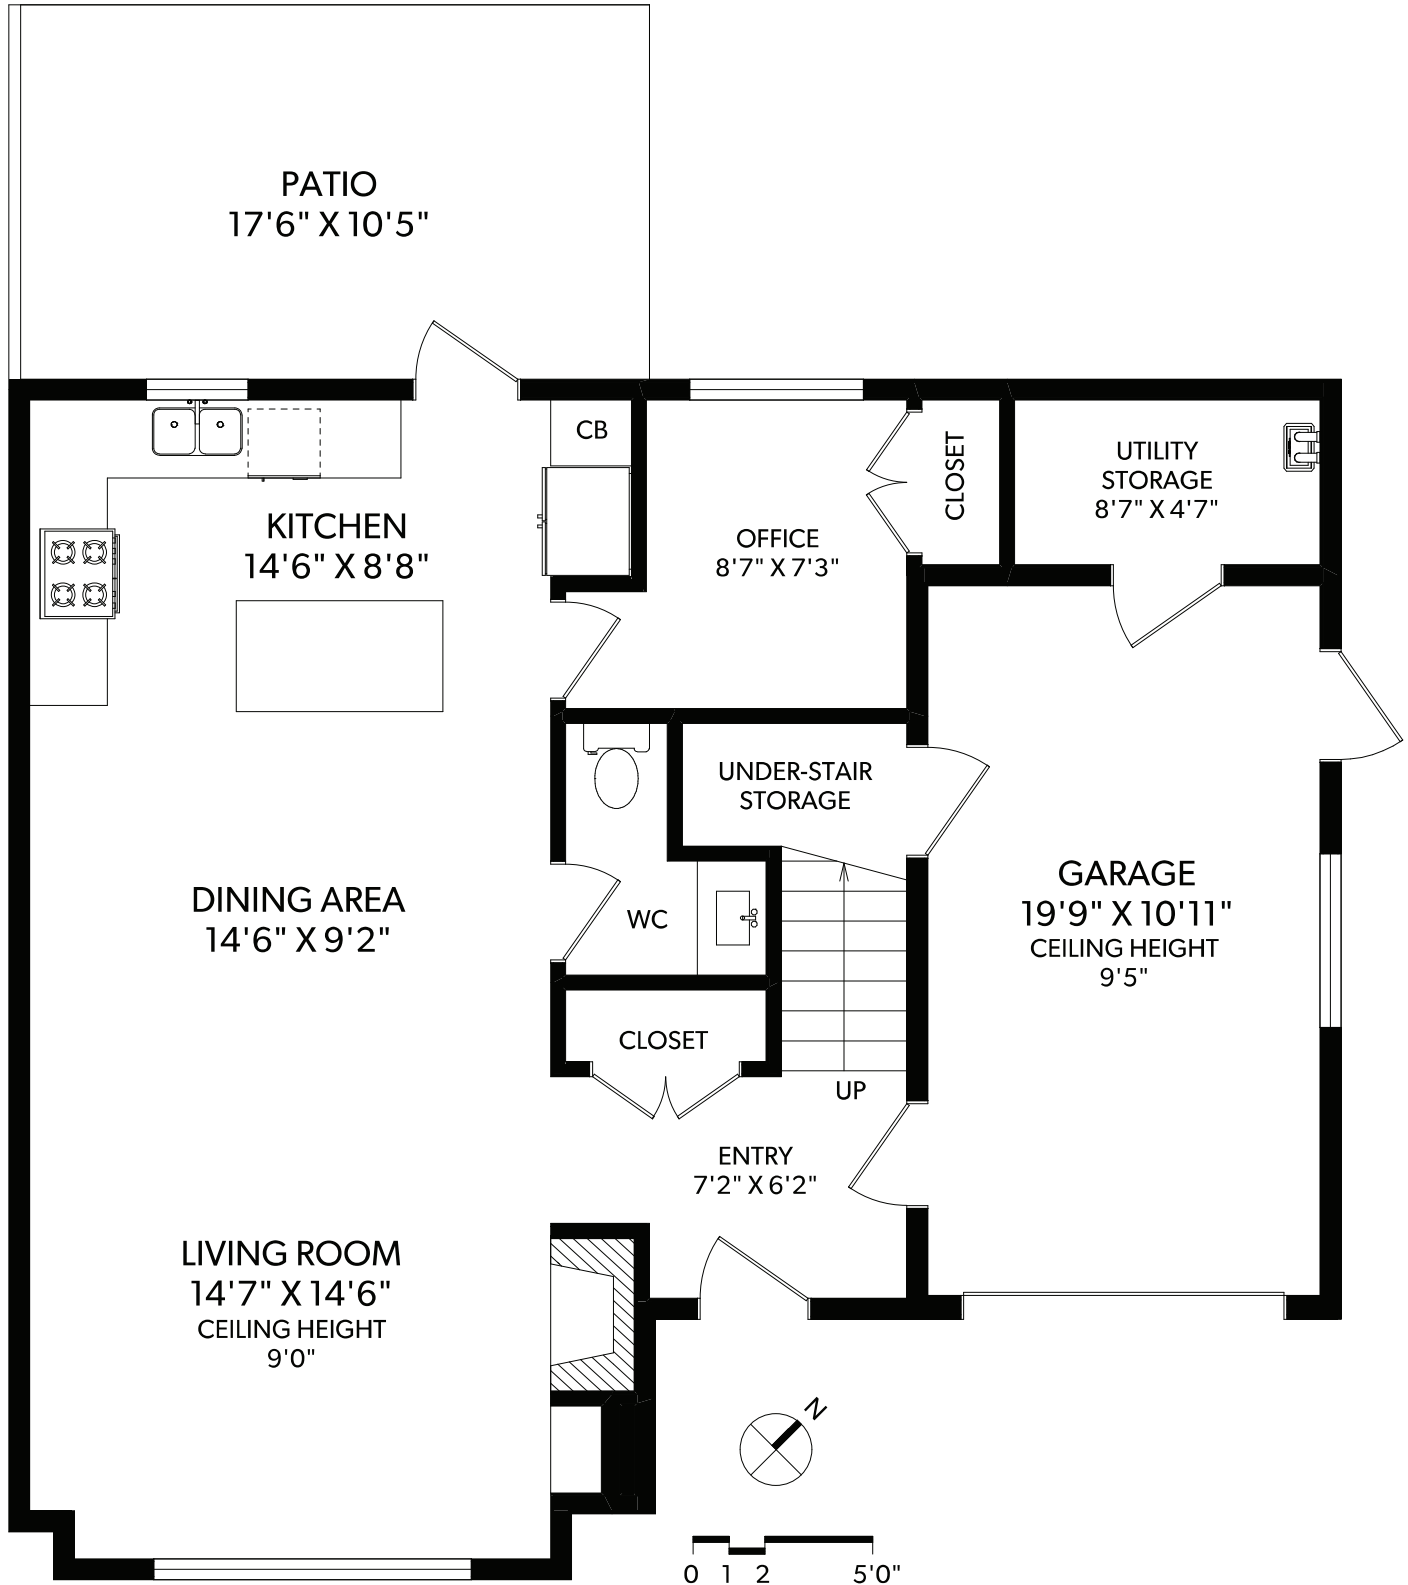 PATIO
17'6" X 10'5"
CB
KITCHEN
14'6" X 8'8"
OFFICE
8'7" X 7'3"
CLOSET
UTILITY
STORAGE
8'7" X 4'7"
UNDER-STAIR
STORAGE
DINING AREA
14'6" X 9'2"
WC
GARAGE
19'9" X 10'11"
CEILING HEIGHT
9'5"
CLOSET
UP
ENTRY
7'2" X 6'2"
LIVING ROOM
14'7" X 14'6"
CEILING HEIGHT
9'0"
N
0 1 2 5'0"